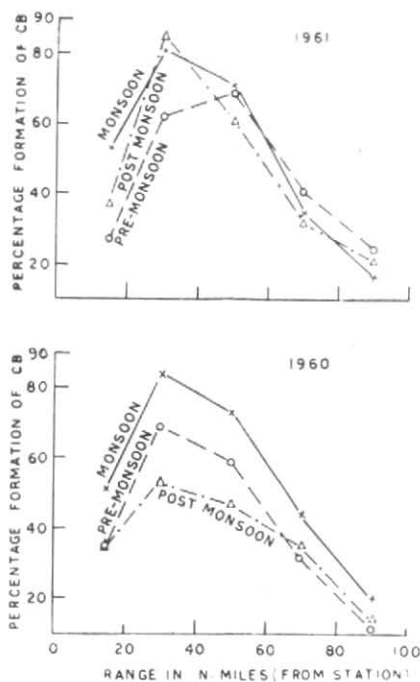 1961
PERCENTAGE FORMATION OF CB
90
80
60
40
20
MONSOON
POST MONSOON
PRE-MONSOON
1960
PERCENTAGE FORMATION OF CB
90
80
60
40
20
MONSOON
PRE-MONSOON
POST MONSOON
0 20 40 60 80 100
RANGE IN N·MILES (FROM STATION)